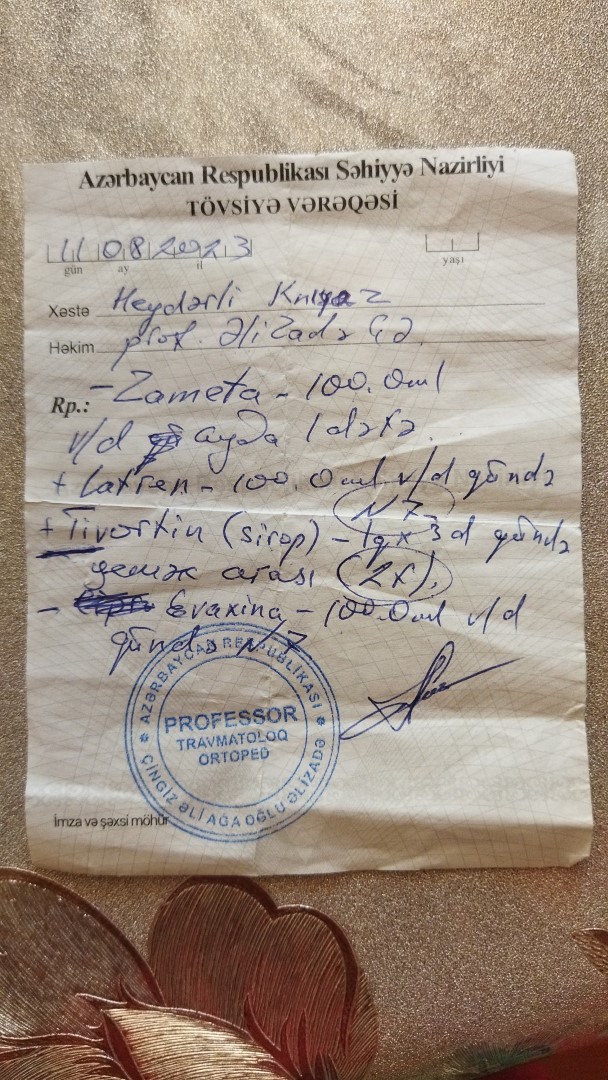 Azərbaycan Respublikası Səhiyyə Nazirliyi
TÖVSİYƏ VƏRƏQƏSİ
11 08 2023
gün ay il yaşı
Xəstə Heydərli
Həkim prof. Əlizadə Ç.Ə.
Rp.: - Zometa - 100.0ml
v/d ayda 1 dəfə
+ Latren - 100.0ml v/d gündə
N7
+ Tivortin (sirop) - 1q x 3d gündə
yemək arası (2x).
- 100.0ml v/d
gündə N7
AZƏRBAYCAN RESPUBLİKASI
PROFESSOR
TRAVMATOLOQ
ORTOPED
ÇİNGİZ ƏLİ AĞA OĞLU ƏLİZADƏ
İmza və şəxsi möhür